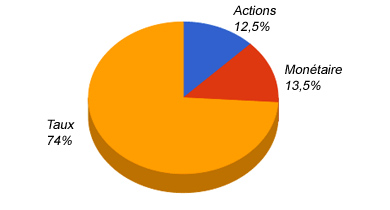 Actions
12,5%
Monétaire
13,5%
Taux
74%